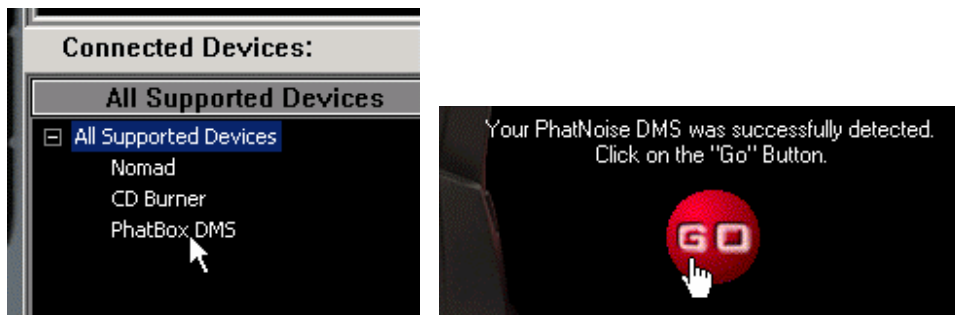 Connected Devices:
All Supported Devices
All Supported Devices
Nomad
CD Burner
PhatBox DMS
Your PhatNoise DMS was successfully detected.
Click on the "Go" Button.
GO